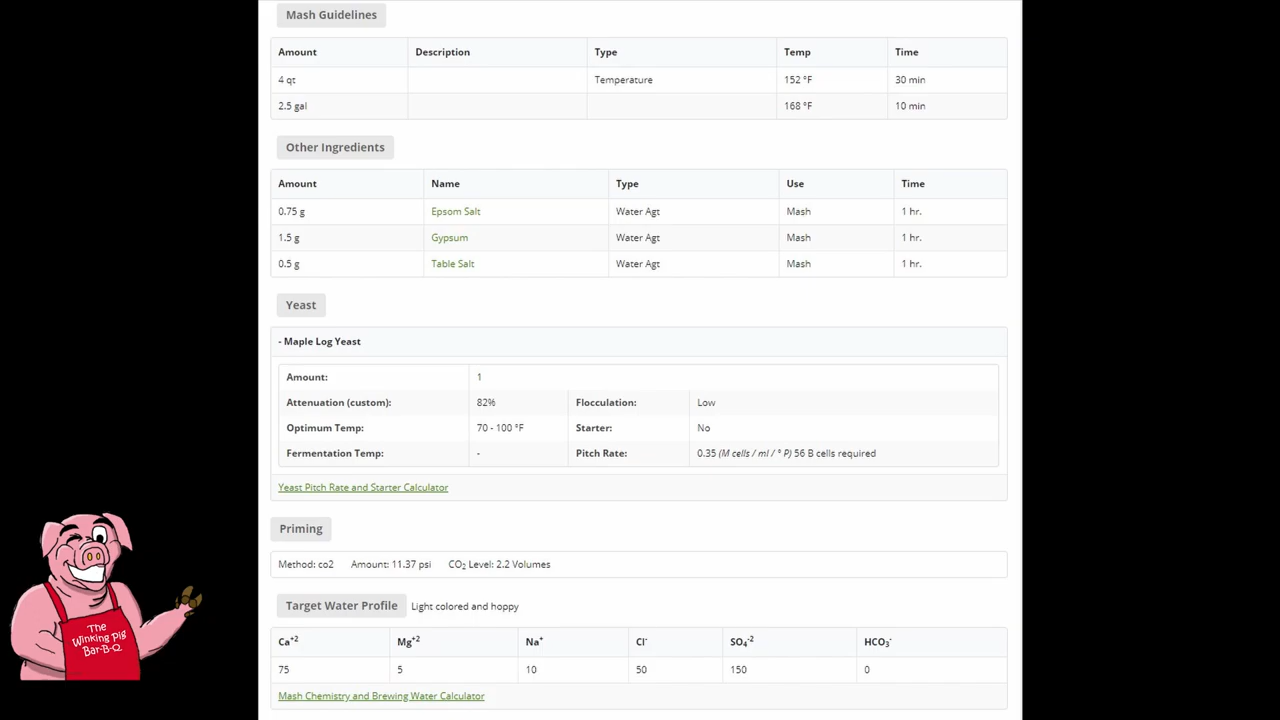 Mash Guidelines
Amount Description Type Temp Time
4 qt Temperature 152 °F 30 min
2.5 gal 168 °F 10 min
Other Ingredients
Amount Name Type Use Time
0.75 g Epsom Salt Water Agt Mash 1 hr.
1.5 g Gypsum Water Agt Mash 1 hr.
0.5 g Table Salt Water Agt Mash 1 hr.
Yeast
- Maple Log Yeast
Amount: 1
Attenuation (custom): 82% Flocculation: Low
Optimum Temp: 70 - 100 °F Starter: No
Fermentation Temp: - Pitch Rate: 0.35 (M cells / ml / ° P) 56 B cells required
Yeast Pitch Rate and Starter Calculator
Priming
Method: co2 Amount: 11.37 psi CO2 Level: 2.2 Volumes
Target Water Profile Light colored and hoppy
Ca+2 Mg+2 Na+ Cl- SO4-2 HCO3-
75 5 10 50 150 0
Mash Chemistry and Brewing Water Calculator
The
Winking Pig
Bar-B-Q